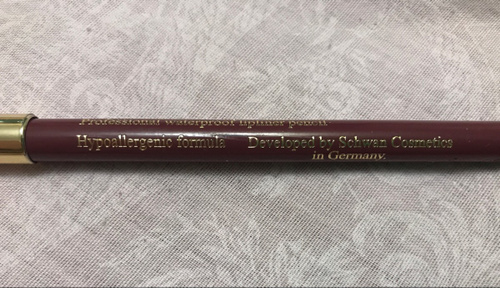 Professional waterproof lipliner pencil
Hypoallergenic formula Developed by Schwan Cosmetics
in Germany.